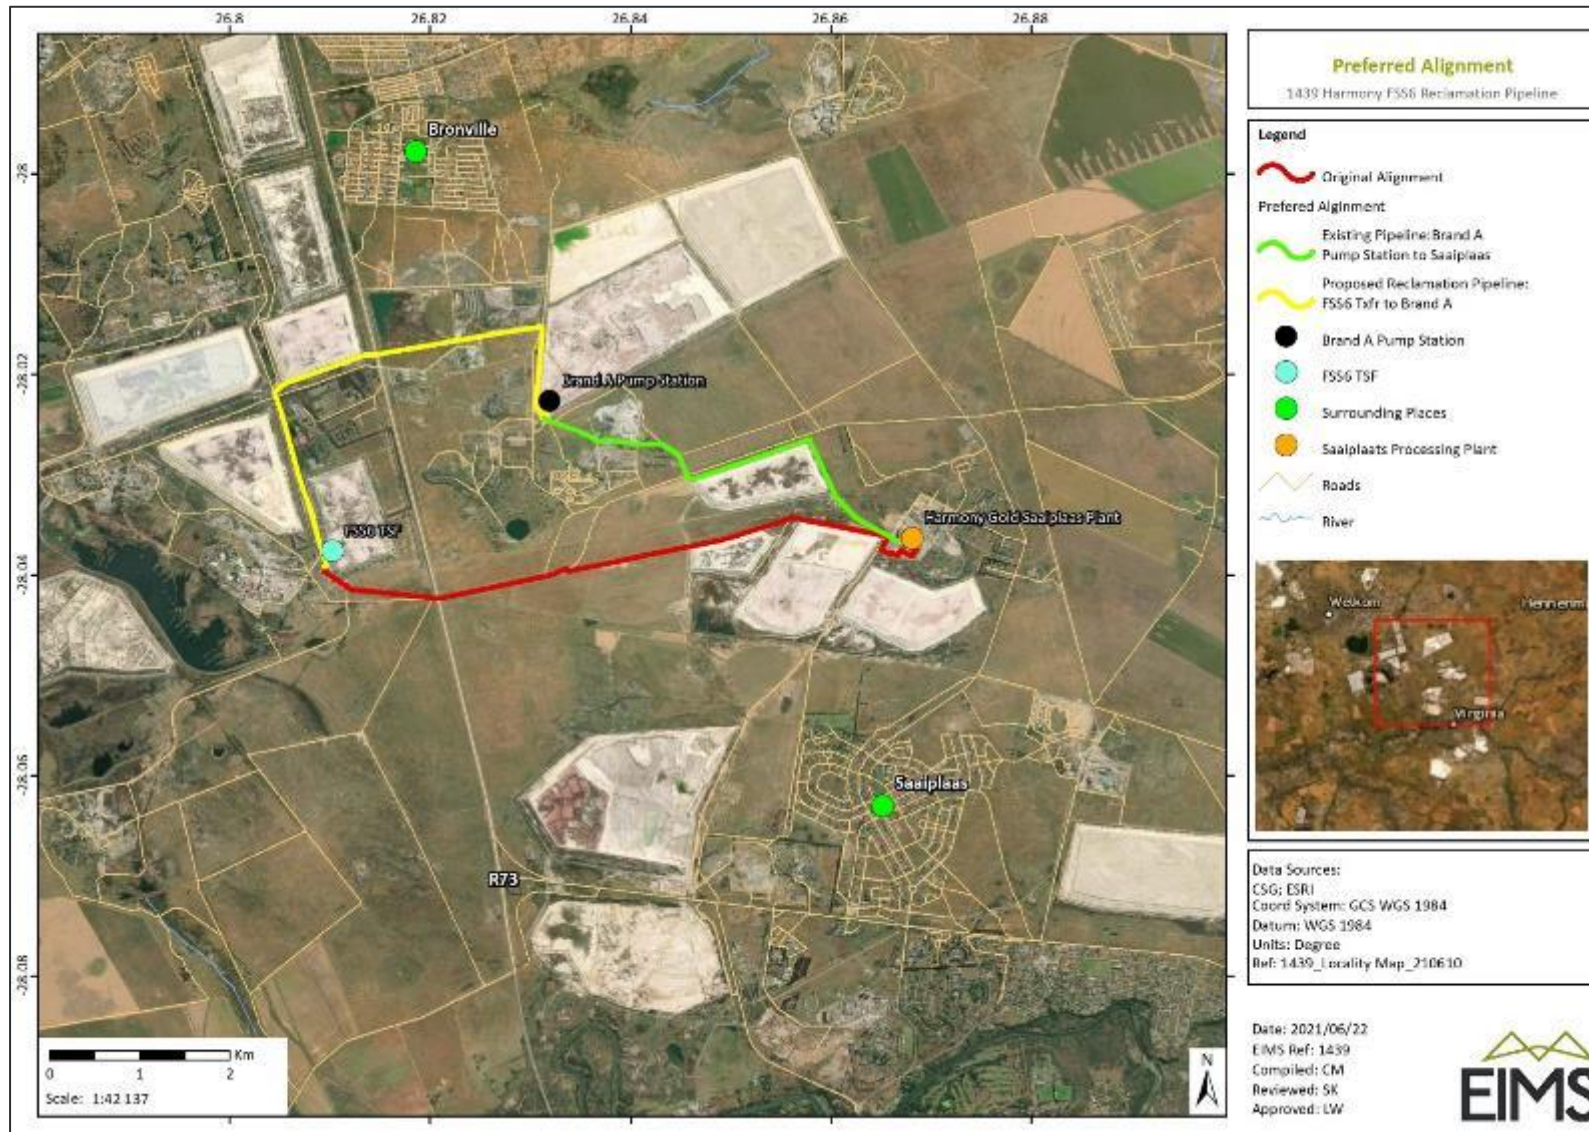 26.8 26.82 26.84 26.86 26.88
-28
-28.02
-28.04
-28.06
-28.08
Bronville
Brand A Pump Station
FSS6 TSF
Harmony Gold Saaiplaas Plant
Saaiplaas
R73
Km
0 1 2
Scale: 1:42 137
N
Preferred Alignment
1439 Harmony FSS6 Reclamation Pipeline
Legend
Original Alignment
Prefered Alginment
Existing Pipeline: Brand A
Pump Station to Saaiplaas
Proposed Reclamation Pipeline:
FSS6 Txfr to Brand A
Brand A Pump Station
FSS6 TSF
Surrounding Places
Saaiplaats Processing Plant
Roads
River
Welkom
Hennenm
Virginia
Data Sources:
CSG; ESRI
Coord System: GCS WGS 1984
Datum: WGS 1984
Units: Degree
Ref: 1439_Locality Map_210610
Date: 2021/06/22
EIMS Ref: 1439
Compiled: CM
Reviewed: SK
Approved: LW
EIMS